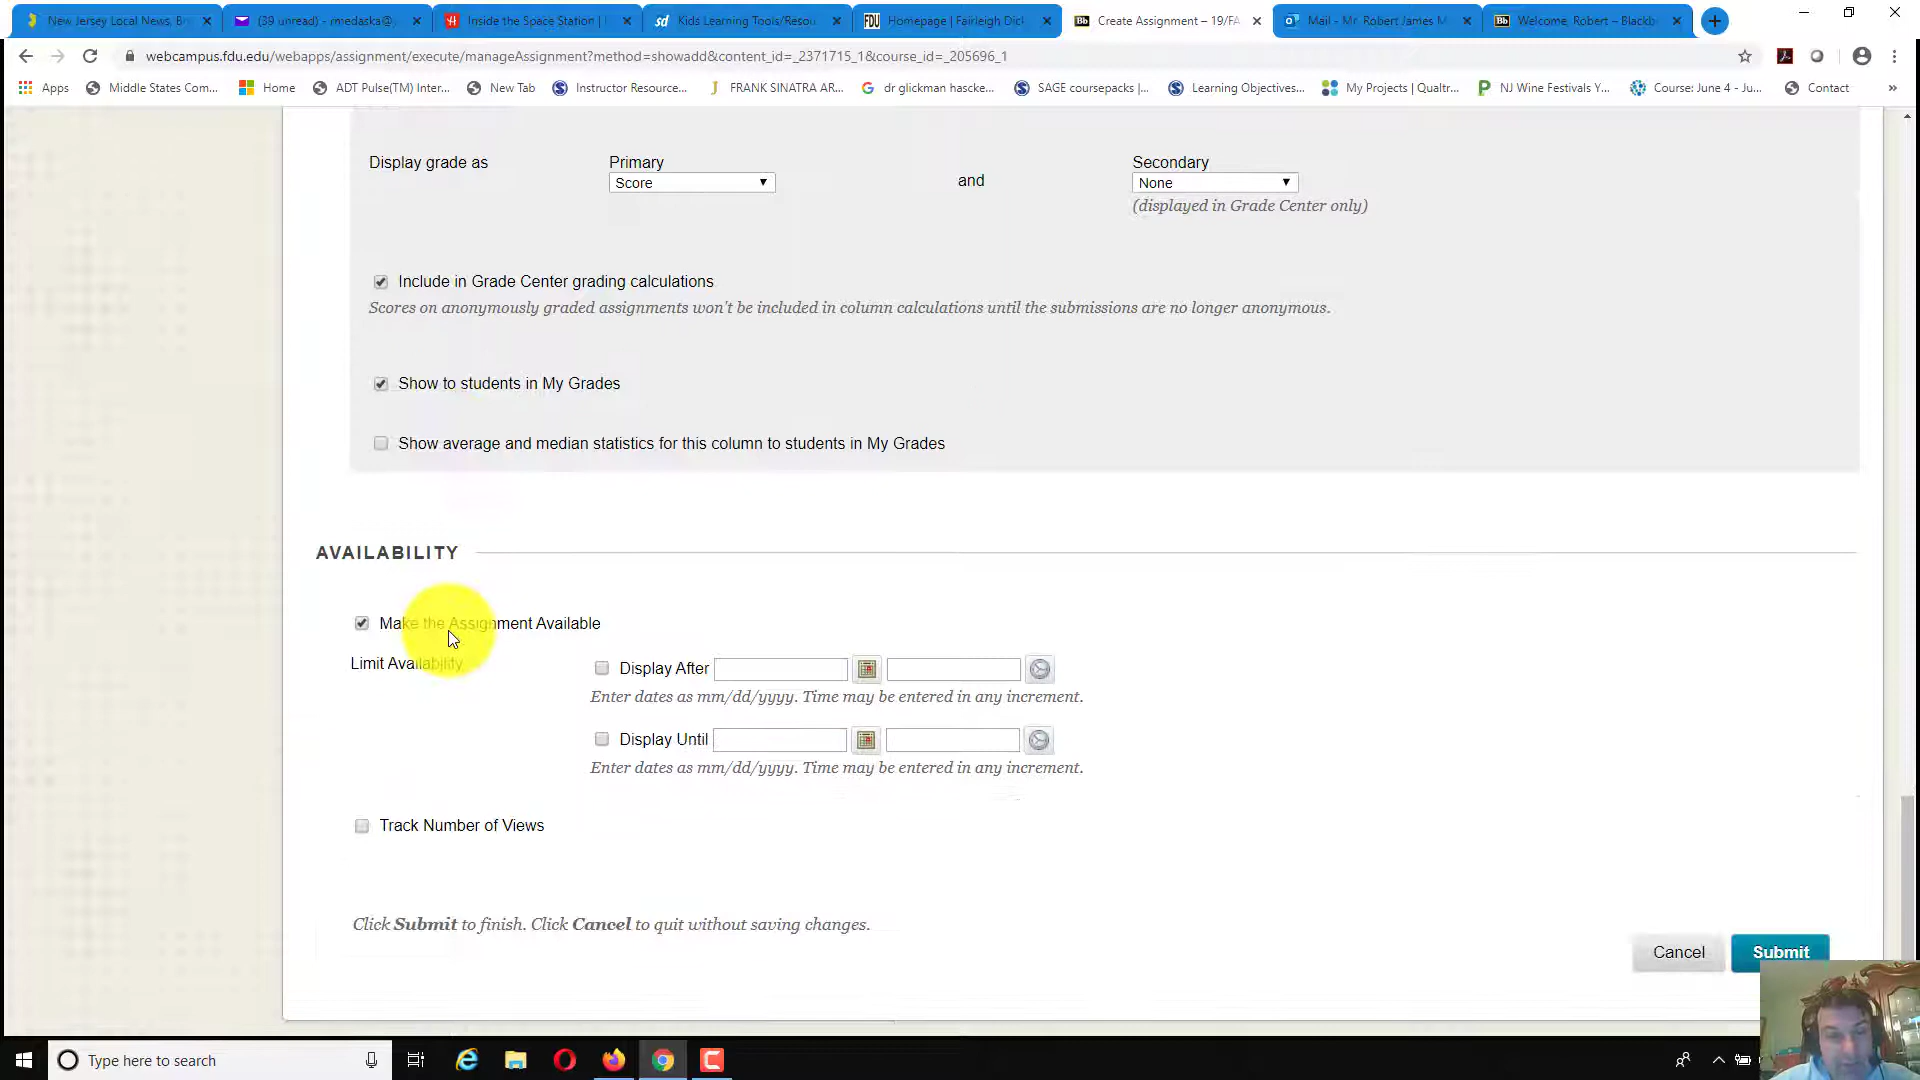 New Jersey Local News, Br
(39 unread) - rmedaska@
Inside the Space Station |
Kids Learning Tools/Resou
Homepage | Fairleigh Dick
Create Assignment – 19/FA
Mail - Mr. Robert James M
Welcome, Robert – Blackb
webcampus.fdu.edu/webapps/assignment/execute/manageAssignment?method=showadd&content_id=_2371715_1&course_id=_205696_1
Apps
Middle States Com...
Home
ADT Pulse(TM) Inter...
New Tab
Instructor Resource...
FRANK SINATRA AR...
dr glickman hascke...
SAGE coursepacks |...
Learning Objectives...
My Projects | Qualtr...
NJ Wine Festivals Y...
Course: June 4 - Ju...
Contact
»
Display grade as
Primary
Score
and
Secondary
None
(displayed in Grade Center only)
Include in Grade Center grading calculations
Scores on anonymously graded assignments won't be included in column calculations until the submissions are no longer anonymous.
Show to students in My Grades
Show average and median statistics for this column to students in My Grades
AVAILABILITY
Make the Assignment Available
Limit Availability
Display After
Enter dates as mm/dd/yyyy. Time may be entered in any increment.
Display Until
Enter dates as mm/dd/yyyy. Time may be entered in any increment.
Track Number of Views
Click Submit to finish. Click Cancel to quit without saving changes.
Cancel
Submit
Type here to search